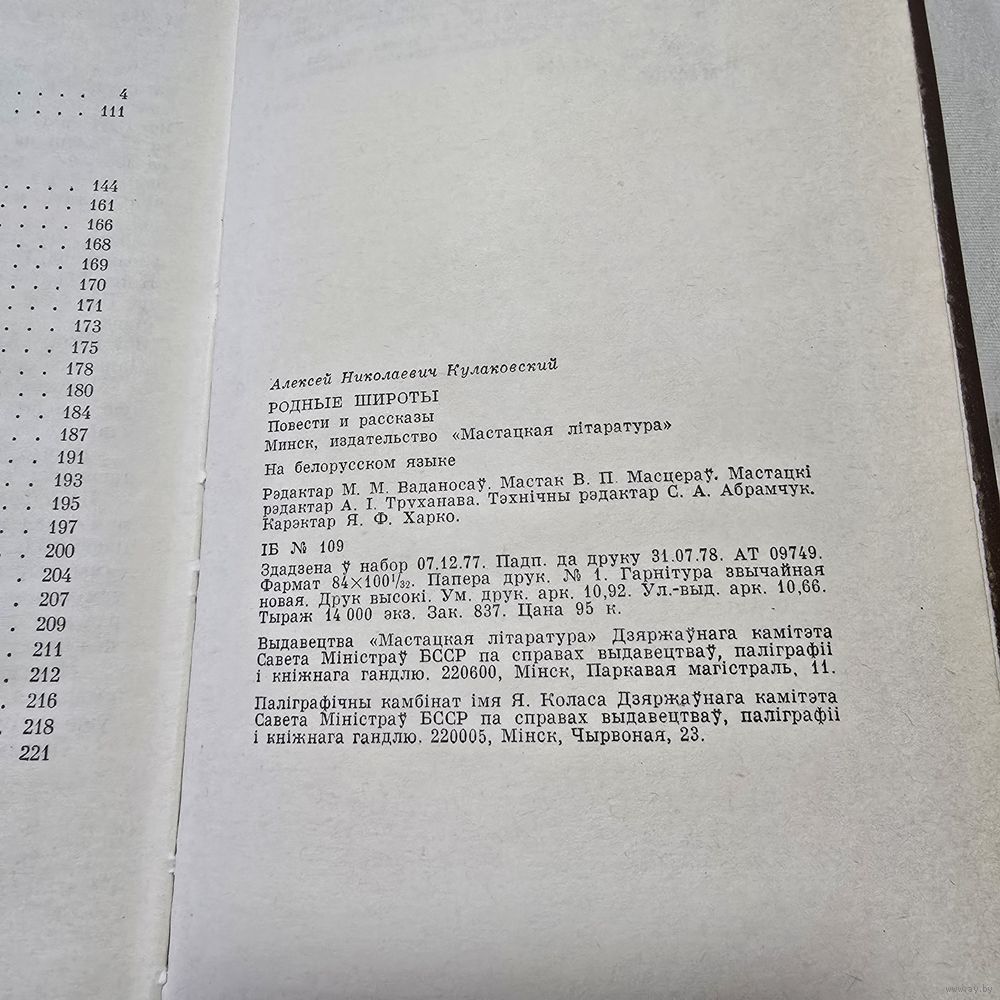 . . . . 4
. . . . 111
. . . . 144
. . . . 161
. . . . 166
. . . . 168
. . . . 169
. . . . 170
. . . . 171
. . . . 173
. . . . 175
. . . 178
. . . 180
. . . 184
. . . 187
. . . 191
. . . 193
. . . 195
. . . 197
. . 200
. . 204
. . 207
. 209
. 211
. 212
. 216
. 218
221
Алексей Николаевич Кулаковский
РОДНЫЕ ШИРОТЫ
Повести и рассказы
Минск, издательство «Мастацкая літаратура»
На белорусском языке
Рэдактар М. М. Ваданосаў. Мастак В. П. Масцераў. Мастацкі
рэдактар А. І. Труханава. Тэхнічны рэдактар С. А. Абрамчук.
Карэктар Я. Ф. Харко.
ІБ № 109
Здадзена ў набор 07.12.77. Падп. да друку 31.07.78. АТ 09749.
Фармат 84×100¹/₃₂. Папера друк. № 1. Гарнітура звычайная
новая. Друк высокі. Ум. друк. арк. 10,92. Ул.-выд. арк. 10,66.
Тыраж 14 000 экз. Зак. 837. Цана 95 к.
Выдавецтва «Мастацкая літаратура» Дзяржаўнага камітэта
Савета Міністраў БССР па справах выдавецтваў, паліграфіі
і кніжнага гандлю. 220600, Мінск, Паркавая магістраль, 11.
Паліграфічны камбінат імя Я. Коласа Дзяржаўнага камітэта
Савета Міністраў БССР па справах выдавецтваў, паліграфіі
і кніжнага гандлю. 220005, Мінск, Чырвоная, 23.
www.ay.by